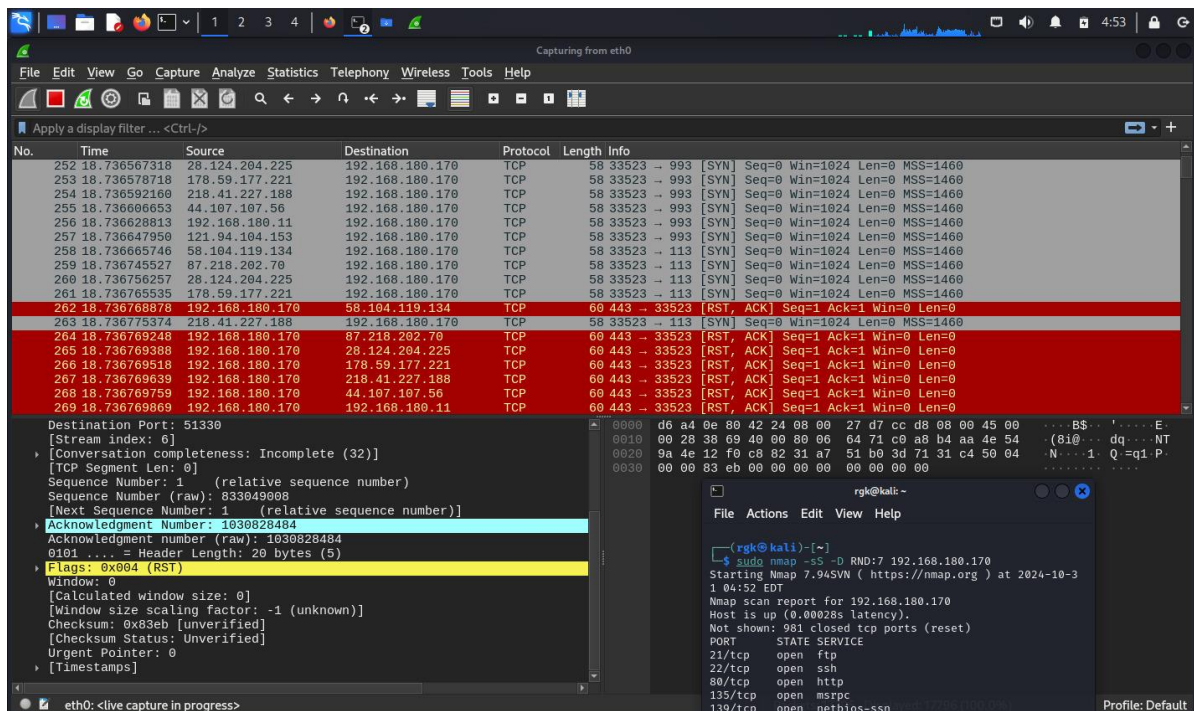 1 2 3 4 2 4:53
Capturing from eth0
File Edit View Go Capture Analyze Statistics Telephony Wireless Tools Help
Apply a display filter … <Ctrl-/>
No. Time Source Destination Protocol Length Info
252 18.736567318 28.124.204.225 192.168.180.170 TCP 58 33523 → 993 [SYN] Seq=0 Win=1024 Len=0 MSS=1460
253 18.736578718 178.59.177.221 192.168.180.170 TCP 58 33523 → 993 [SYN] Seq=0 Win=1024 Len=0 MSS=1460
254 18.736592160 218.41.227.188 192.168.180.170 TCP 58 33523 → 993 [SYN] Seq=0 Win=1024 Len=0 MSS=1460
255 18.736606653 44.107.107.56 192.168.180.170 TCP 58 33523 → 993 [SYN] Seq=0 Win=1024 Len=0 MSS=1460
256 18.736628813 192.168.180.11 192.168.180.170 TCP 58 33523 → 993 [SYN] Seq=0 Win=1024 Len=0 MSS=1460
257 18.736647950 121.94.104.153 192.168.180.170 TCP 58 33523 → 993 [SYN] Seq=0 Win=1024 Len=0 MSS=1460
258 18.736665746 58.104.119.134 192.168.180.170 TCP 58 33523 → 113 [SYN] Seq=0 Win=1024 Len=0 MSS=1460
259 18.736745527 87.218.202.70 192.168.180.170 TCP 58 33523 → 113 [SYN] Seq=0 Win=1024 Len=0 MSS=1460
260 18.736756257 28.124.204.225 192.168.180.170 TCP 58 33523 → 113 [SYN] Seq=0 Win=1024 Len=0 MSS=1460
261 18.736765535 178.59.177.221 192.168.180.170 TCP 58 33523 → 113 [SYN] Seq=0 Win=1024 Len=0 MSS=1460
262 18.736768878 192.168.180.170 58.104.119.134 TCP 60 443 → 33523 [RST, ACK] Seq=1 Ack=1 Win=0 Len=0
263 18.736775374 218.41.227.188 192.168.180.170 TCP 58 33523 → 113 [SYN] Seq=0 Win=1024 Len=0 MSS=1460
264 18.736769248 192.168.180.170 87.218.202.70 TCP 60 443 → 33523 [RST, ACK] Seq=1 Ack=1 Win=0 Len=0
265 18.736769388 192.168.180.170 28.124.204.225 TCP 60 443 → 33523 [RST, ACK] Seq=1 Ack=1 Win=0 Len=0
266 18.736769518 192.168.180.170 178.59.177.221 TCP 60 443 → 33523 [RST, ACK] Seq=1 Ack=1 Win=0 Len=0
267 18.736769639 192.168.180.170 218.41.227.188 TCP 60 443 → 33523 [RST, ACK] Seq=1 Ack=1 Win=0 Len=0
268 18.736769759 192.168.180.170 44.107.107.56 TCP 60 443 → 33523 [RST, ACK] Seq=1 Ack=1 Win=0 Len=0
269 18.736769869 192.168.180.170 192.168.180.11 TCP 60 443 → 33523 [RST, ACK] Seq=1 Ack=1 Win=0 Len=0
Destination Port: 51330
[Stream index: 6]
[Conversation completeness: Incomplete (32)]
[TCP Segment Len: 0]
Sequence Number: 1 (relative sequence number)
Sequence Number (raw): 833049008
[Next Sequence Number: 1 (relative sequence number)]
Acknowledgment Number: 1030828484
Acknowledgment number (raw): 1030828484
0101 .... = Header Length: 20 bytes (5)
Flags: 0x004 (RST)
Window: 0
[Calculated window size: 0]
[Window size scaling factor: -1 (unknown)]
Checksum: 0x83eb [unverified]
[Checksum Status: Unverified]
Urgent Pointer: 0
[Timestamps]
0000 d6 a4 0e 80 42 24 08 00 27 d7 cc d8 08 00 45 00 ····B$·· '·····E·
0010 00 28 38 69 40 00 80 06 64 71 c0 a8 b4 aa 4e 54 ·(8i@··· dq····NT
0020 9a 4e 12 f0 c8 82 31 a7 51 b0 3d 71 31 c4 50 04 ·N····1· Q·=q1·P·
0030 00 00 83 eb 00 00 00 00 00 00 00 00 ········ ····
rgk@kali: ~
File Actions Edit View Help
(rgk㉿kali)-[~]
$ sudo nmap -sS -D RND:7 192.168.180.170
Starting Nmap 7.94SVN ( https://nmap.org ) at 2024-10-3
1 04:52 EDT
Nmap scan report for 192.168.180.170
Host is up (0.00028s latency).
Not shown: 981 closed tcp ports (reset)
PORT STATE SERVICE
21/tcp open ftp
22/tcp open ssh
80/tcp open http
135/tcp open msrpc
139/tcp open netbios-ssn
eth0: <live capture in progress>
Profile: Default